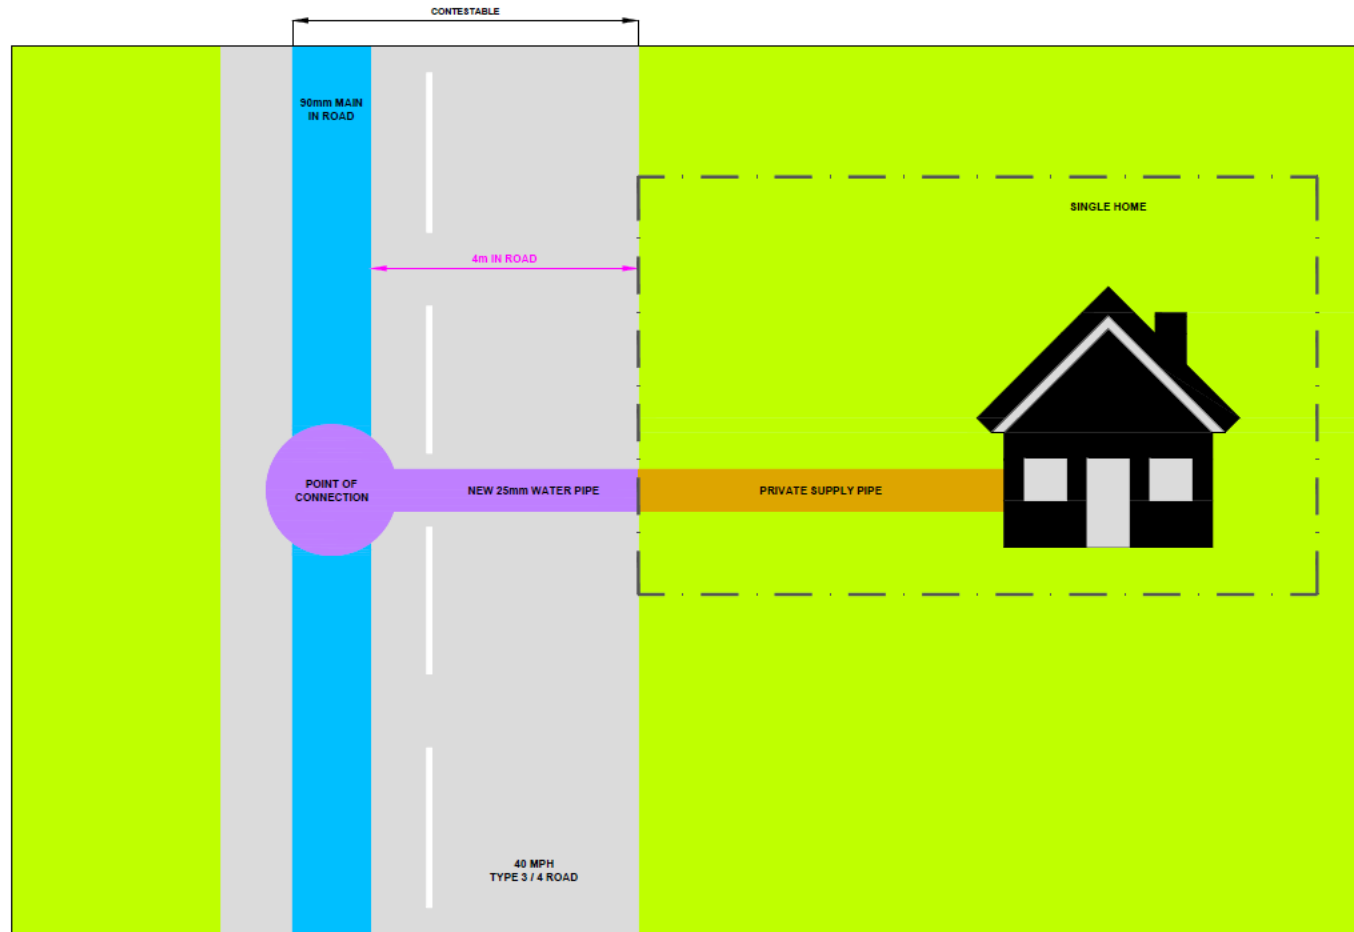 CONTESTABLE
90mm MAIN
IN ROAD
SINGLE HOME
4m IN ROAD
POINT OF
CONNECTION
NEW 25mm WATER PIPE
PRIVATE SUPPLY PIPE
40 MPH
TYPE 3 / 4 ROAD